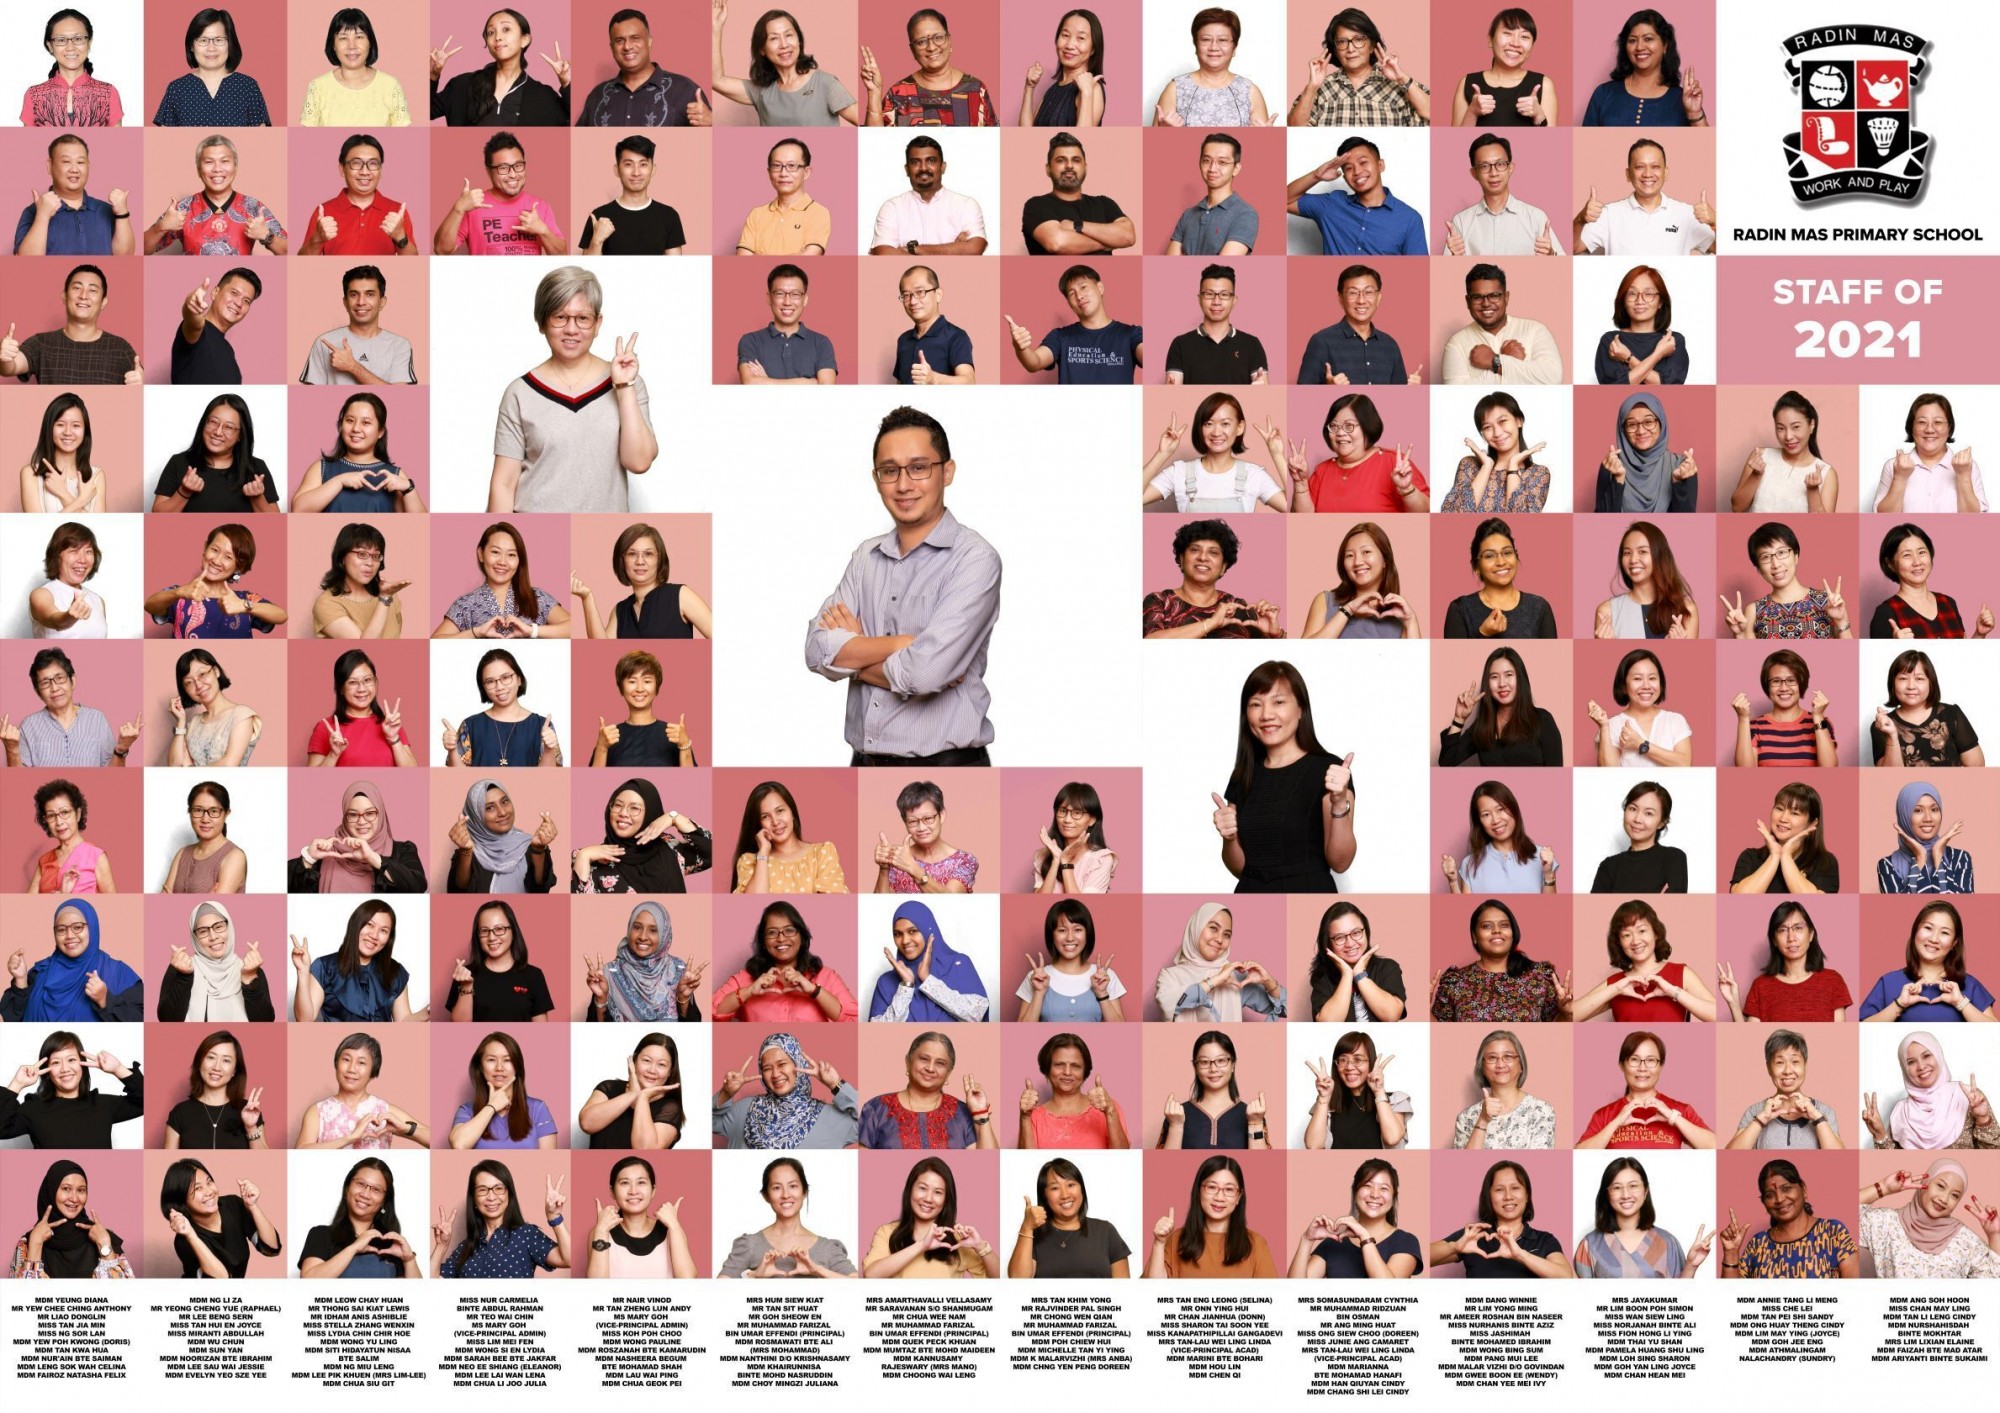 RADIN MAS
WORK AND PLAY
RADIN MAS PRIMARY SCHOOL
STAFF OF
2021
PE
Teacher
100%
PHYSICAL
Education &
SPORTS SCIENCE
adidas
PUMA
PHYSICAL
Education &
SPORTS SCIENCE
MDM YEUNG DIANA
MR YEW CHEE CHING ANTHONY
MR LIAO DONGLIN
MISS TAN JIA MIN
MISS NG SOR LAN
MDM YEW POH KWONG (DORIS)
MDM TAN KWA HUA
MDM NUR'AIN BTE SAIMAN
MDM LENG SOK WAH CELINA
MDM FAIROZ NATASHA FELIX
MDM NG LI ZA
MR YEONG CHENG YUE (RAPHAEL)
MR LEE BENG SERN
MISS TAN HUI EN JOYCE
MISS MIRANTI ABDULLAH
MDM WU CHUN
MDM SUN YAN
MDM NOORIZAN BTE IBRAHIM
MDM LEE SAU WAI JESSIE
MDM EVELYN YEO SZE YEE
MDM LEOW CHAY HUAN
MR THONG SAI KIAT LEWIS
MR IDHAM ANIS ASHIBLIE
MISS STELLA ZHANG WENXIN
MISS LYDIA CHIN CHIR HOE
MDM WONG YU LING
MDM SITI HIDAYATUN NISAA
BTE SALIM
MDM NG MUI LENG
MDM LEE PIK KHUEN (MRS LIM-LEE)
MDM CHUA SIU GIT
MISS NUR CARMELIA
BINTE ABDUL RAHMAN
MR TEO WAI CHIN
MS MARY GOH
(VICE-PRINCIPAL ADMIN)
MISS LIM MEI FEN
MDM WONG SI EN LYDIA
MDM SARAH BEE BTE JAKFAR
MDM NEO EE SHIANG (ELEANOR)
MDM LEE LAI WAN LENA
MDM CHUA LI JOO JULIA
MR NAIR VINOD
MR TAN ZHENG LUN ANDY
MS MARY GOH
(VICE-PRINCIPAL ADMIN)
MISS KOH POH CHOO
MDM WONG PAULINE
MDM ROSZANAH BTE KAMARUDIN
MDM NASHEERA BEGUM
BTE MOHAMAD SHAH
MDM LAU WAI PING
MDM CHUA GEOK PEI
MRS HUM SIEW KIAT
MR TAN SIT HUAT
MR GOH SHEOW EN
MR MUHAMMAD FARIZAL
BIN UMAR EFFENDI (PRINCIPAL)
MDM ROSMAWATI BTE ALI
(MRS MOHAMMAD)
MDM NANTHINI D/O KRISHNASAMY
MDM KHAIRUNNISA
BINTE MOHD NASRUDDIN
MDM CHOY MINGZI JULIANA
MRS AMARTHAVALLI VELLASAMY
MR SARAVANAN S/O SHANMUGAM
MR CHUA WEE NAM
MR MUHAMMAD FARIZAL
BIN UMAR EFFENDI (PRINCIPAL)
MDM QUEK PECK KHUAN
MDM MUMTAZ BTE MOHD MAIDEEN
MDM KANNUSAMY
RAJESWARY (MRS MANO)
MDM CHOONG WAI LENG
MRS TAN KHIM YONG
MR RAJVINDER PAL SINGH
MR CHONG WEN QIAN
MR MUHAMMAD FARIZAL
BIN UMAR EFFENDI (PRINCIPAL)
MDM POH CHIEW HUI
MDM MICHELLE TAN YI YING
MDM K MALARVIZHI (MRS ANBA)
MDM CHNG YEN PENG DOREEN
MRS TAN ENG LEONG (SELINA)
MR ONN YING HUI
MR CHAN JIANHUA (DONN)
MISS SHARON TAI SOON YEE
MISS KANAPATHIPILLAI GANGADEVI
MRS TAN-LAU WEI LING LINDA
(VICE-PRINCIPAL ACAD)
MDM MARINI BTE BOHARI
MDM HOU LIN
MDM CHEN QI
MRS SOMASUNDARAM CYNTHIA
MR MUHAMMAD RIDZUAN
BIN OSMAN
MR ANG MING HUAT
MISS ONG SIEW CHOO (DOREEN)
MISS JUNIE ANG CAMARET
MRS TAN-LAU WEI LING LINDA
(VICE-PRINCIPAL ACAD)
MDM MARIANNA
BTE MOHAMED HANAFI
MDM HAN QIUYAN CINDY
MDM CHANG SHI LEI CINDY
MDM DANG WINNIE
MR LIM YONG MING
MR AMEER ROSHAN BIN NASEER
MISS NURHANIS BINTE AZIZ
MISS JASHIMAH
BINTE MOHAMED IBRAHIM
MDM WONG BING SUM
MDM PANG MUI LEE
MDM MALAR VIZHI D/O GOVINDAN
MDM GWEE BOON EE (WENDY)
MDM CHAN YEE MEI IVY
MRS JAYAKUMAR
MR LIM BOON POH SIMON
MISS WAN SIEW LING
MISS NORJANAH BINTE ALI
MISS FION HONG LI YING
MDM THAI YU SHAN
MDM PAMELA HUANG SHU LING
MDM LOH SING SHARON
MDM GOH YAN LING JOYCE
MDM CHAN HEAN MEI
MDM ANNIE TANG LI MENG
MISS CHE LEI
MDM TAN PEI SHI SANDY
MDM ONG HUAY THENG CINDY
MDM LIM MAY YING (JOYCE)
MDM GOH JEE ENG
MDM ATHMALINGAM
NALACHANDRY (SUNDRY)
MDM ANG SOH HOON
MISS CHAN MAY LING
MDM TAN LI LENG CINDY
MDM NURSHAHISDAH
BINTE MOKHTAR
MRS LIM LIXIAN ELAINE
MDM FAIZAH BTE MAD ATAR
MDM ARIYANTI BINTE SUKAIMI